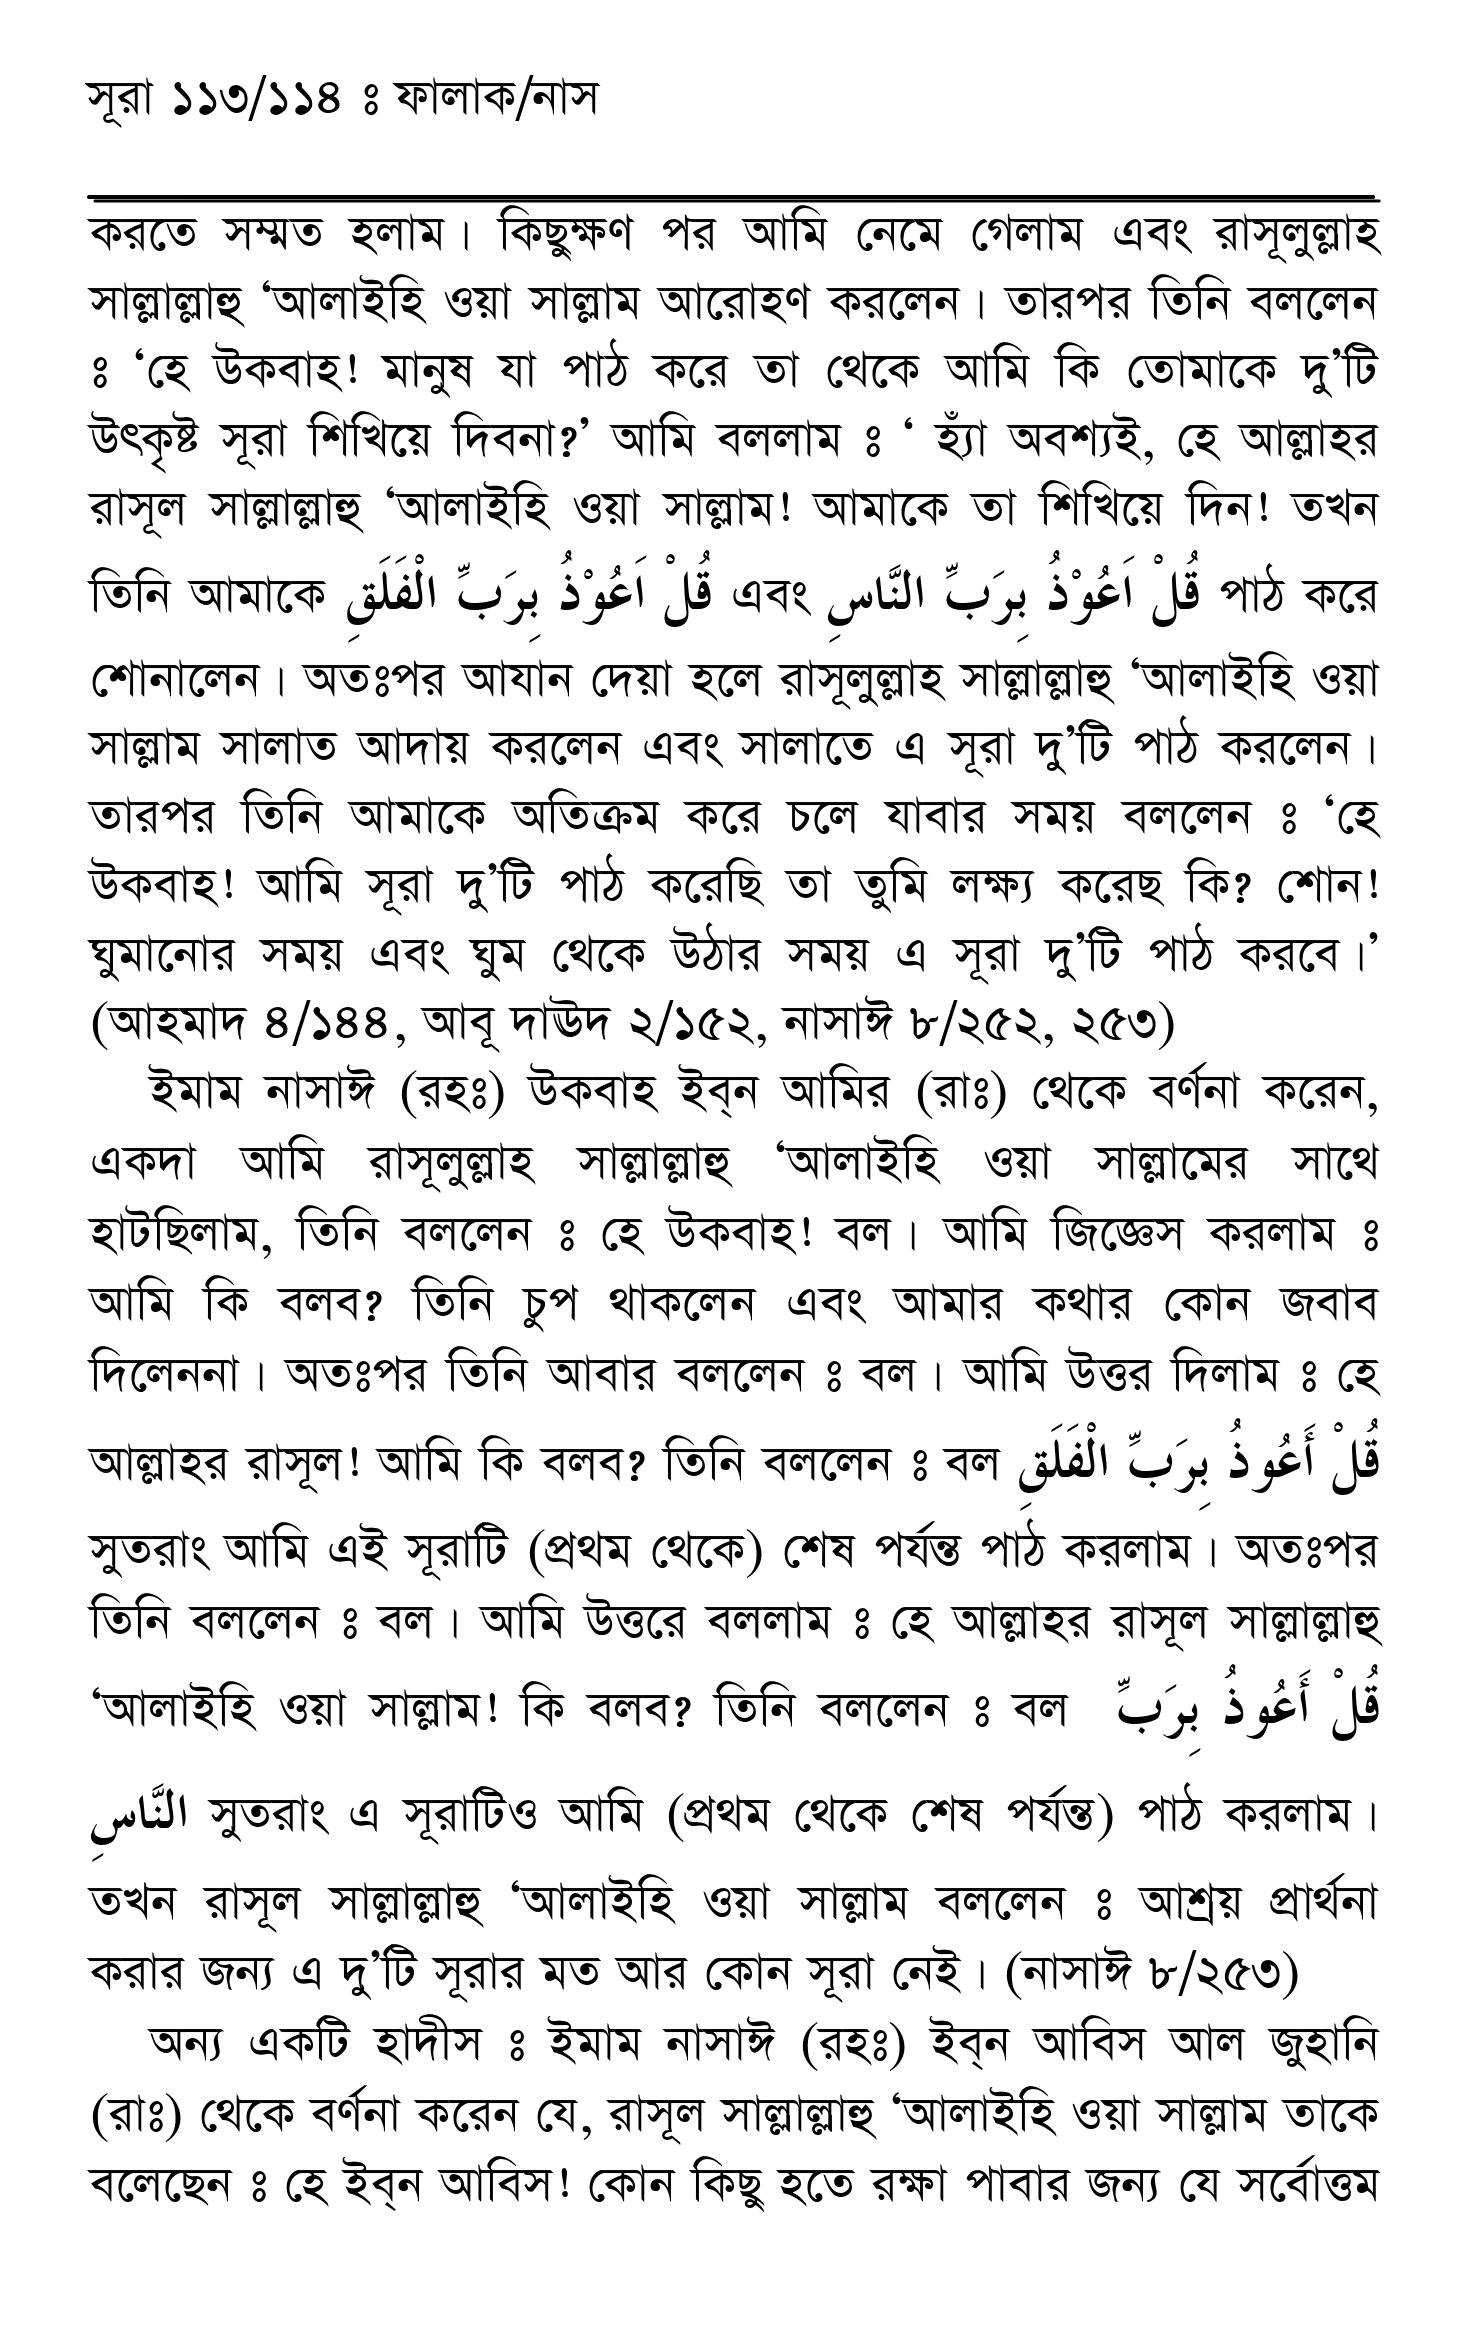 সূরা ১১৩/১১৪ ঃ ফালাক/নাস
করতে সম্মত হলাম। কিছুক্ষণ পর আমি নেমে গেলাম এবং রাসূলুল্লাহ
সাল্লাল্লাহু ‘আলাইহি ওয়া সাল্লাম আরোহণ করলেন। তারপর তিনি বললেন
ঃ ‘হে উকবাহ! মানুষ যা পাঠ করে তা থেকে আমি কি তোমাকে দু’টি
উৎকৃষ্ট সূরা শিখিয়ে দিবনা?’ আমি বললাম ঃ ‘ হ্যাঁ অবশ্যই, হে আল্লাহর
রাসূল সাল্লাল্লাহু ‘আলাইহি ওয়া সাল্লাম! আমাকে তা শিখিয়ে দিন! তখন
তিনি আমাকে قُلْ اَعُوْذُ بِرَبِّ الْفَلَقِ এবং قُلْ اَعُوْذُ بِرَبِّ النَّاسِ পাঠ করে
শোনালেন। অতঃপর আযান দেয়া হলে রাসূলুল্লাহ সাল্লাল্লাহু ‘আলাইহি ওয়া
সাল্লাম সালাত আদায় করলেন এবং সালাতে এ সূরা দু’টি পাঠ করলেন।
তারপর তিনি আমাকে অতিক্রম করে চলে যাবার সময় বললেন ঃ ‘হে
উকবাহ! আমি সূরা দু’টি পাঠ করেছি তা তুমি লক্ষ্য করেছ কি? শোন!
ঘুমানোর সময় এবং ঘুম থেকে উঠার সময় এ সূরা দু’টি পাঠ করবে।’
(আহমাদ ৪/১৪৪, আবূ দাঊদ ২/১৫২, নাসাঈ ৮/২৫২, ২৫৩)
ইমাম নাসাঈ (রহঃ) উকবাহ ইব্‌ন আমির (রাঃ) থেকে বর্ণনা করেন,
একদা আমি রাসূলুল্লাহ সাল্লাল্লাহু ‘আলাইহি ওয়া সাল্লামের সাথে
হাটছিলাম, তিনি বললেন ঃ হে উকবাহ! বল। আমি জিজ্ঞেস করলাম ঃ
আমি কি বলব? তিনি চুপ থাকলেন এবং আমার কথার কোন জবাব
দিলেননা। অতঃপর তিনি আবার বললেন ঃ বল। আমি উত্তর দিলাম ঃ হে
আল্লাহর রাসূল! আমি কি বলব? তিনি বললেন ঃ বল قُلْ أَعُوذُ بِرَبِّ الْفَلَقِ
সুতরাং আমি এই সূরাটি (প্রথম থেকে) শেষ পর্যন্ত পাঠ করলাম। অতঃপর
তিনি বললেন ঃ বল। আমি উত্তরে বললাম ঃ হে আল্লাহর রাসূল সাল্লাল্লাহু
‘আলাইহি ওয়া সাল্লাম! কি বলব? তিনি বললেন ঃ বল قُلْ أَعُوذُ بِرَبِّ
النَّاسِ সুতরাং এ সূরাটিও আমি (প্রথম থেকে শেষ পর্যন্ত) পাঠ করলাম।
তখন রাসূল সাল্লাল্লাহু ‘আলাইহি ওয়া সাল্লাম বললেন ঃ আশ্রয় প্রার্থনা
করার জন্য এ দু’টি সূরার মত আর কোন সূরা নেই। (নাসাঈ ৮/২৫৩)
অন্য একটি হাদীস ঃ ইমাম নাসাঈ (রহঃ) ইব্‌ন আবিস আল জুহানি
(রাঃ) থেকে বর্ণনা করেন যে, রাসূল সাল্লাল্লাহু ‘আলাইহি ওয়া সাল্লাম তাকে
বলেছেন ঃ হে ইব্‌ন আবিস! কোন কিছু হতে রক্ষা পাবার জন্য যে সর্বোত্তম